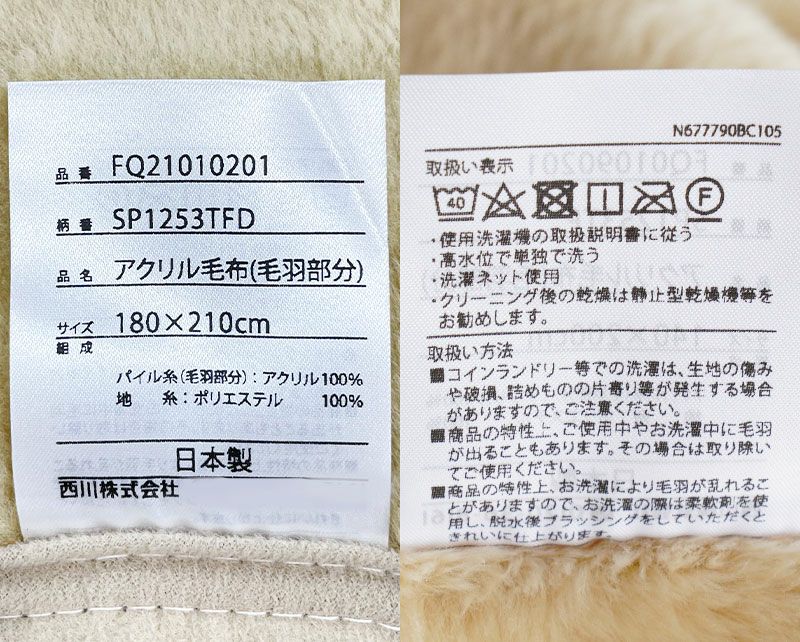 品番 FQ21010201
柄番 SP1253TFD
品名 アクリル毛布(毛羽部分)
サイズ 180×210cm
組成
パイル糸(毛羽部分):アクリル100%
地 糸:ポリエステル 100%
日本製
西川株式会社
N677790BC105
取扱い表示
40 F
・使用洗濯機の取扱説明書に従う
・高水位で単独で洗う
・洗濯ネット使用
・クリーニング後の乾燥は静止型乾燥機等を
お勧めします。
取扱い方法
■コインランドリー等での洗濯は、生地の傷み
や破損、詰めものの片寄り等が発生する場合
がありますので、ご注意ください。
■商品の特性上、ご使用中やお洗濯中に毛羽
が出ることもあります。その場合は取り除い
てご使用ください。
■商品の特性上、お洗濯により毛羽が乱れるこ
とがありますので、お洗濯の際は柔軟剤を使
用し、脱水後ブラッシングをしていただくと
きれいに仕上がります。